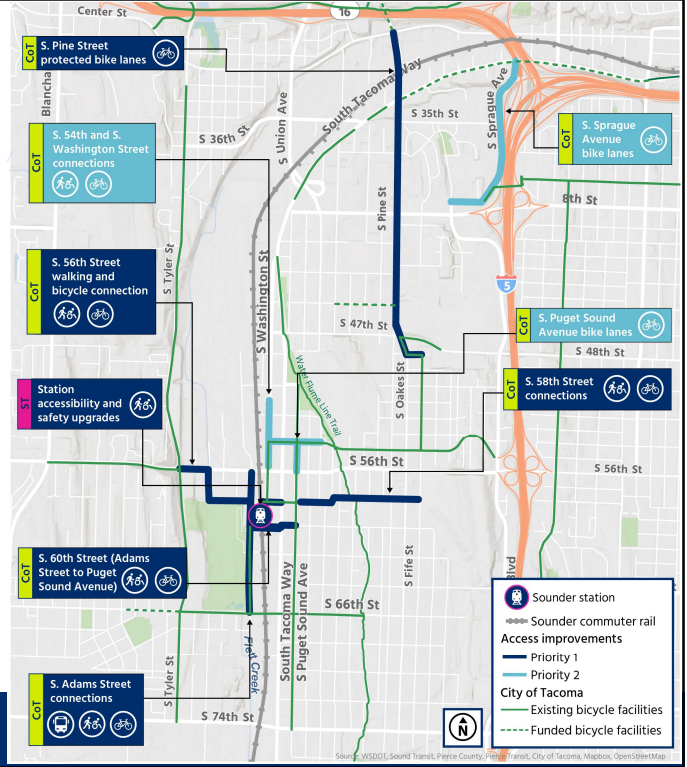 Center St
16
CoT
S. Pine Street
protected bike lanes
Blancha
South Tacoma Way
S Union Ave
S 36th St
S 35th St
S Sprague Ave
CoT
S. Sprague
Avenue
bike lanes
CoT
S. 54th and S.
Washington Street
connections
8th St
S Pine St
S Tyler St
CoT
S. 56th Street
walking and
bicycle connection
S Washington St
5
S 47th St
CoT
S. Puget Sound
Avenue bike lanes
S 48th St
Water Flume Line Trail
S Oakes St
ST
Station
accessibility and
safety upgrades
CoT
S. 58th Street
connections
S 56th St
S 56th St
CoT
S. 60th Street (Adams
Street to Puget
Sound Avenue)
S Fife St
Blvd
South Tacoma Way
S Puget Sound Ave
S 66th St
Flett Creek
S Tyler St
CoT
S. Adams Street
connections
S 74th St
N
Sounder station
Sounder commuter rail
Access improvements
Priority 1
Priority 2
City of Tacoma
Existing bicycle facilities
Funded bicycle facilities
Source: WSDOT, Sound Transit, Pierce County, Pierce Transit, City of Tacoma, Mapbox, OpenStreetMap